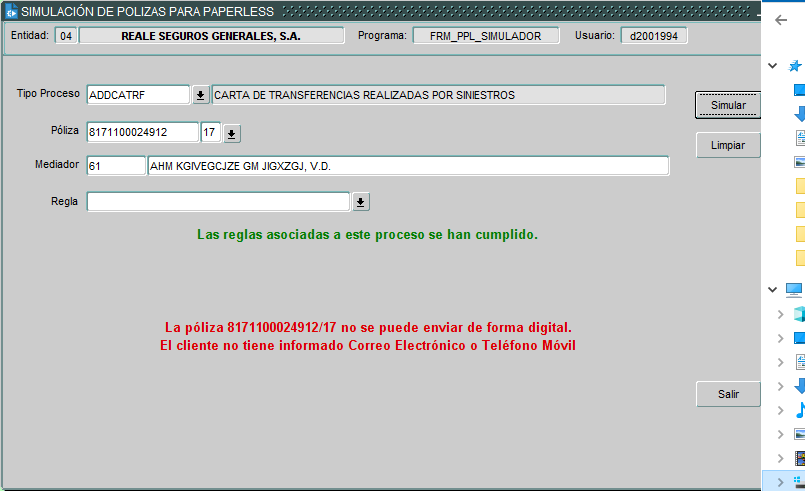 SIMULACIÓN DE POLIZAS PARA PAPERLESS
Entidad: 04 REALE SEGUROS GENERALES, S.A. Programa: FRM_PPL_SIMULADOR Usuario: d2001994
Tipo Proceso ADDCATRF CARTA DE TRANSFERENCIAS REALIZADAS POR SINIESTROS
Simular
Póliza 8171100024912 17
Limpiar
Mediador 61 AHM KGIVEGCJZE GM JIGXZGJ, V.D.
Regla
Las reglas asociadas a este proceso se han cumplido.
La póliza 8171100024912/17 no se puede enviar de forma digital.
El cliente no tiene informado Correo Electrónico o Teléfono Móvil
Salir